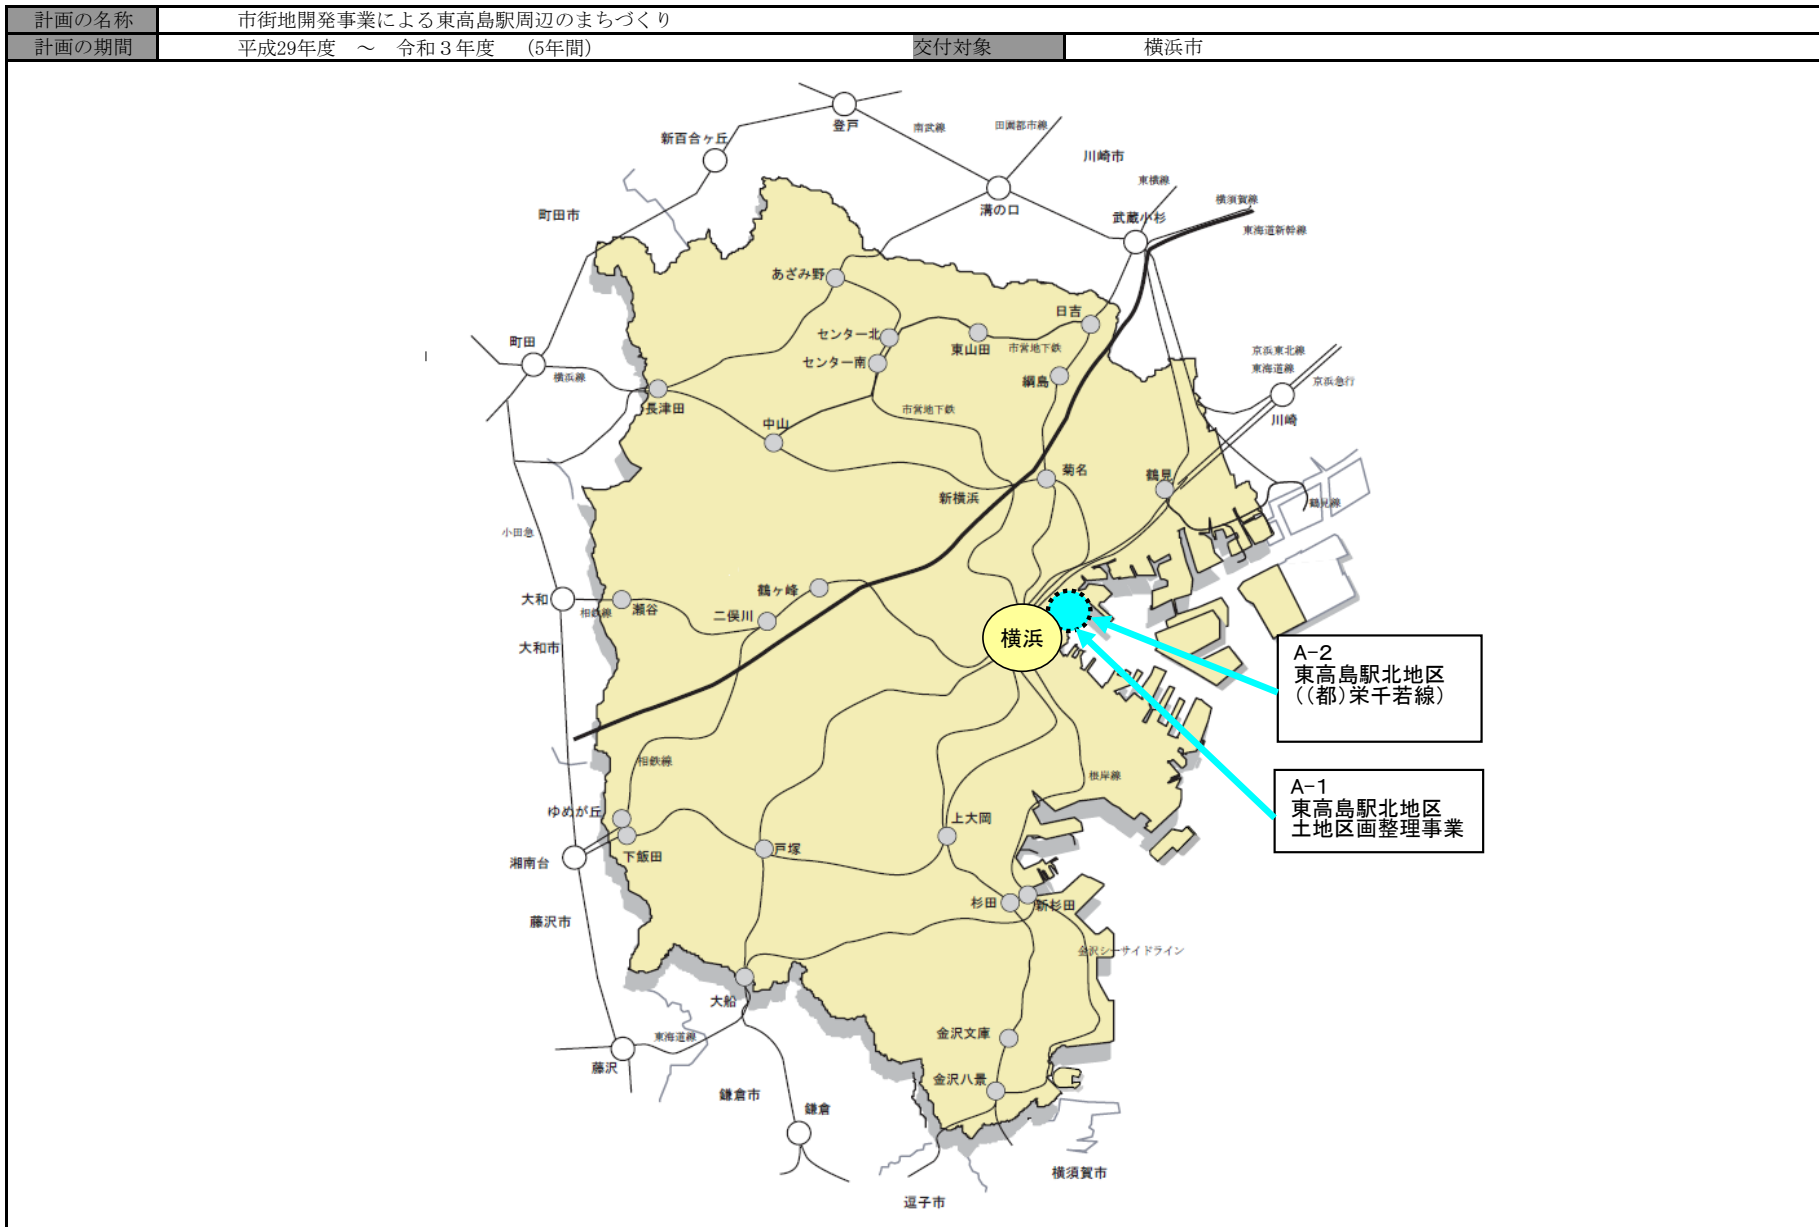 計画の名称 市街地開発事業による東高島駅周辺のまちづくり
計画の期間 平成29年度 ～ 令和３年度 (5年間) 交付対象 横浜市
登戸
南武線
田園都市線
新百合ヶ丘
川崎市
東横線
溝の口
横須賀線
町田市
武蔵小杉
東海道新幹線
あざみ野
日吉
センター北
東山田
市営地下鉄
町田
センター南
京浜東北線
東海道線
横浜線
綱島
京浜急行
長津田
市営地下鉄
川崎
中山
菊名
鶴見
新横浜
鶴見線
小田急
鶴ヶ峰
大和
相鉄線
瀬谷
二俣川
横浜
大和市
A-2
東高島駅北地区
((都)栄千若線)
相鉄線
根岸線
A-1
東高島駅北地区
土地区画整理事業
ゆめが丘
上大岡
湘南台
下飯田
戸塚
杉田
新杉田
藤沢市
金沢シーサイドライン
大船
東海道線
金沢文庫
藤沢
金沢八景
鎌倉市
鎌倉
横須賀市
逗子市